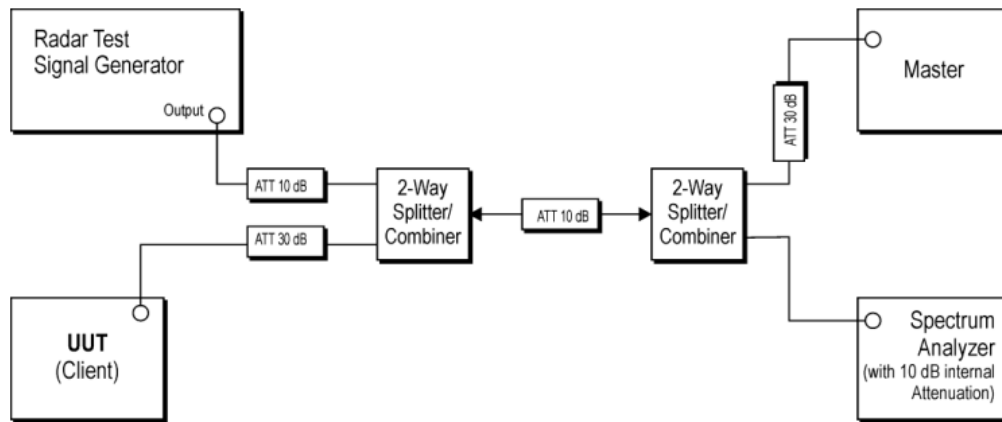 Radar Test
Signal Generator
Output
ATT 10 dB
ATT 30 dB
UUT
(Client)
2-Way
Splitter/
Combiner
ATT 10 dB
2-Way
Splitter/
Combiner
ATT 30 dB
Master
Spectrum
Analyzer
(with 10 dB internal
Attenuation)